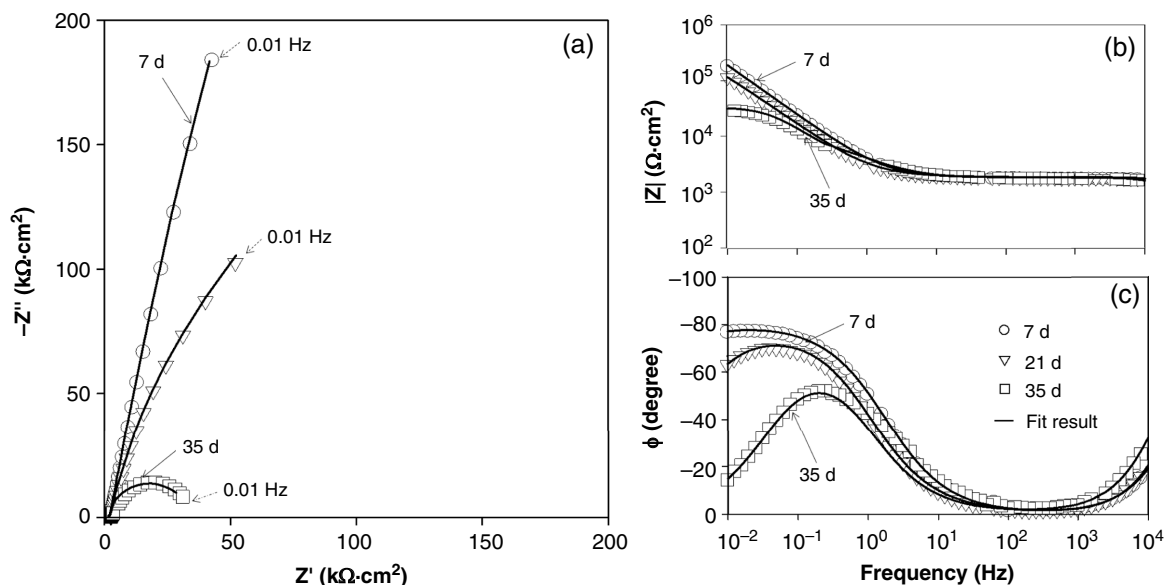 (a)
200
150
100
50
0
–Z'' (kΩ·cm²)
0.01 Hz
7 d
0.01 Hz
35 d
0.01 Hz
0 50 100 150 200
Z' (kΩ·cm²)
(b)
10⁶
10⁵
10⁴
10³
10²
|Z| (Ω·cm²)
7 d
35 d
(c)
–100
–80
–60
–40
–20
0
ϕ (degree)
7 d
35 d
7 d
21 d
35 d
Fit result
10⁻² 10⁻¹ 10⁰ 10¹ 10² 10³ 10⁴
Frequency (Hz)